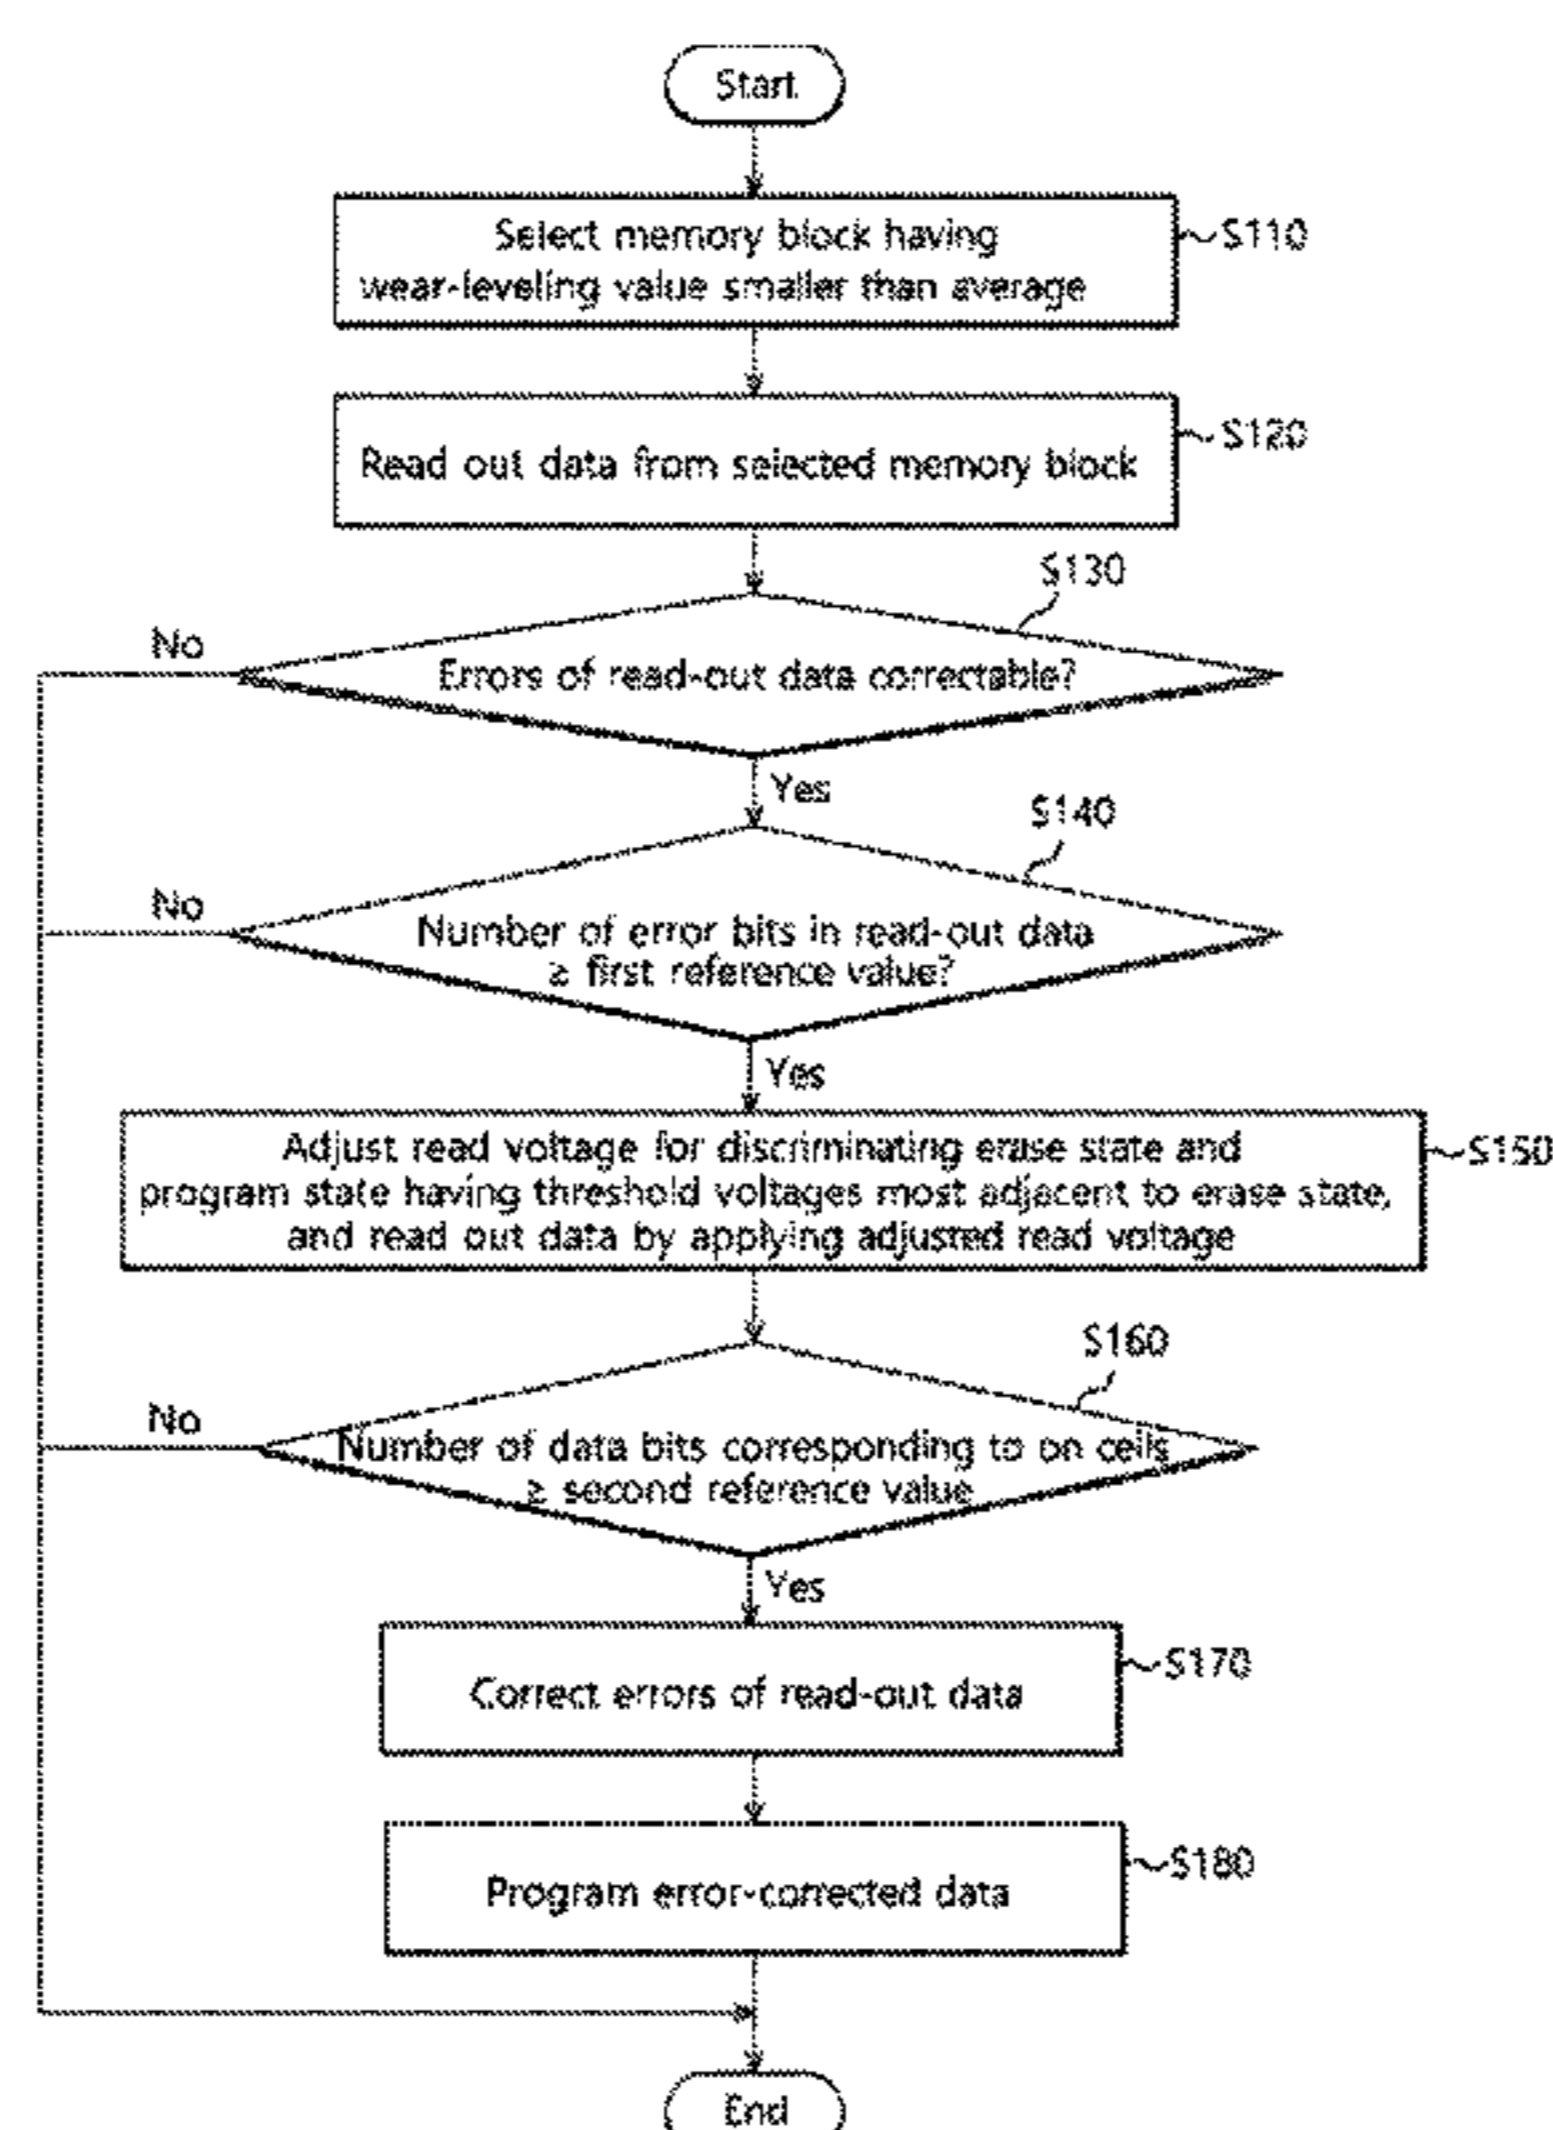 Start
Select memory block having
wear-leveling value smaller than average
S110
Read out data from selected memory block
S120
S130
No
Errors of read-out data correctable?
Yes
S140
No
Number of error bits in read-out data
≥ first reference value?
Yes
Adjust read voltage for discriminating erase state and
program state having threshold voltages most adjacent to erase state,
and read out data by applying adjusted read voltage
S150
S160
No
Number of data bits corresponding to on cells
≥ second reference value
Yes
Correct errors of read-out data
S170
Program error-corrected data
S180
End